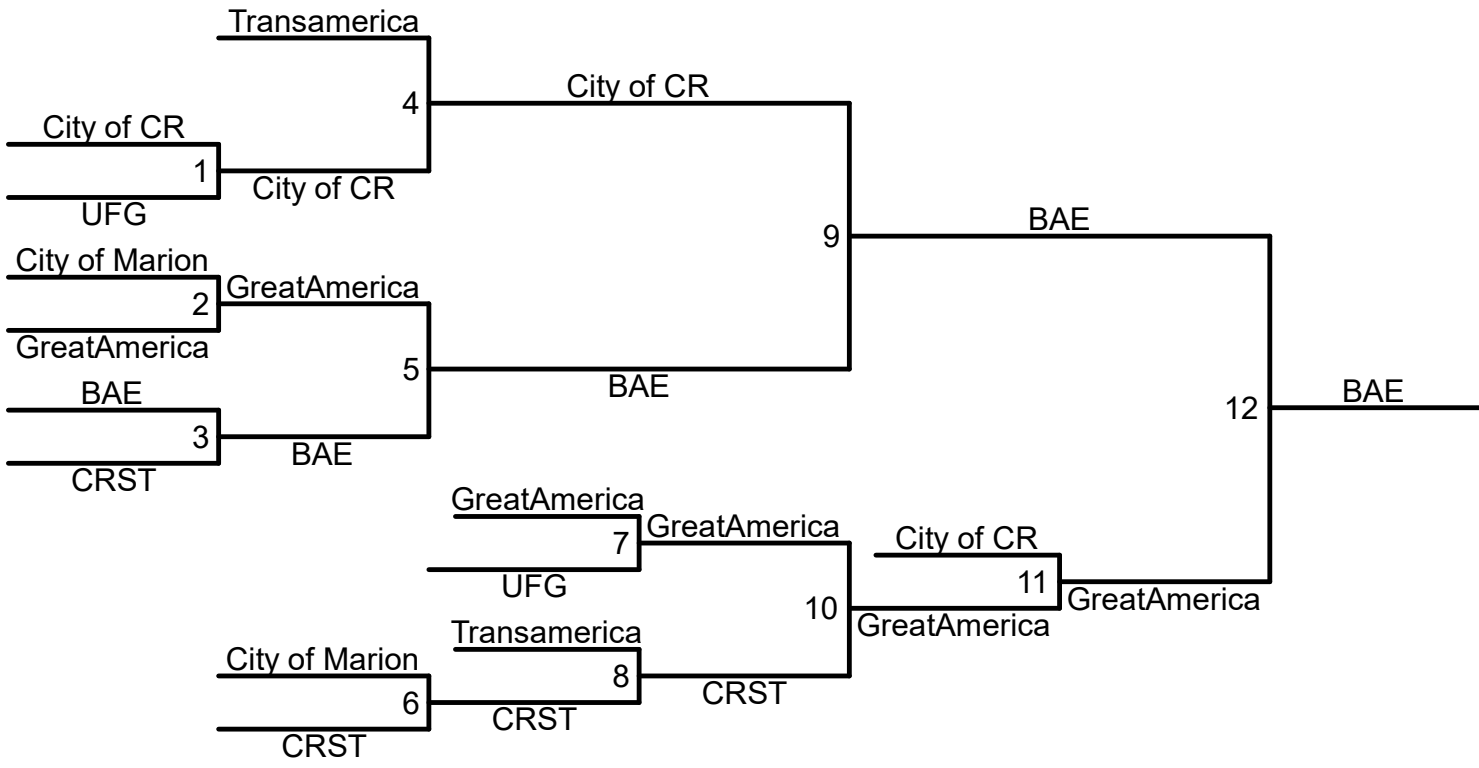 Transamerica
4
City of CR
City of CR
1
City of CR
UFG
9
BAE
City of Marion
2
GreatAmerica
GreatAmerica
5
BAE
BAE
3
BAE
CRST
12
BAE
GreatAmerica
7
GreatAmerica
UFG
City of CR
11
GreatAmerica
10
GreatAmerica
Transamerica
8
CRST
City of Marion
6
CRST
CRST